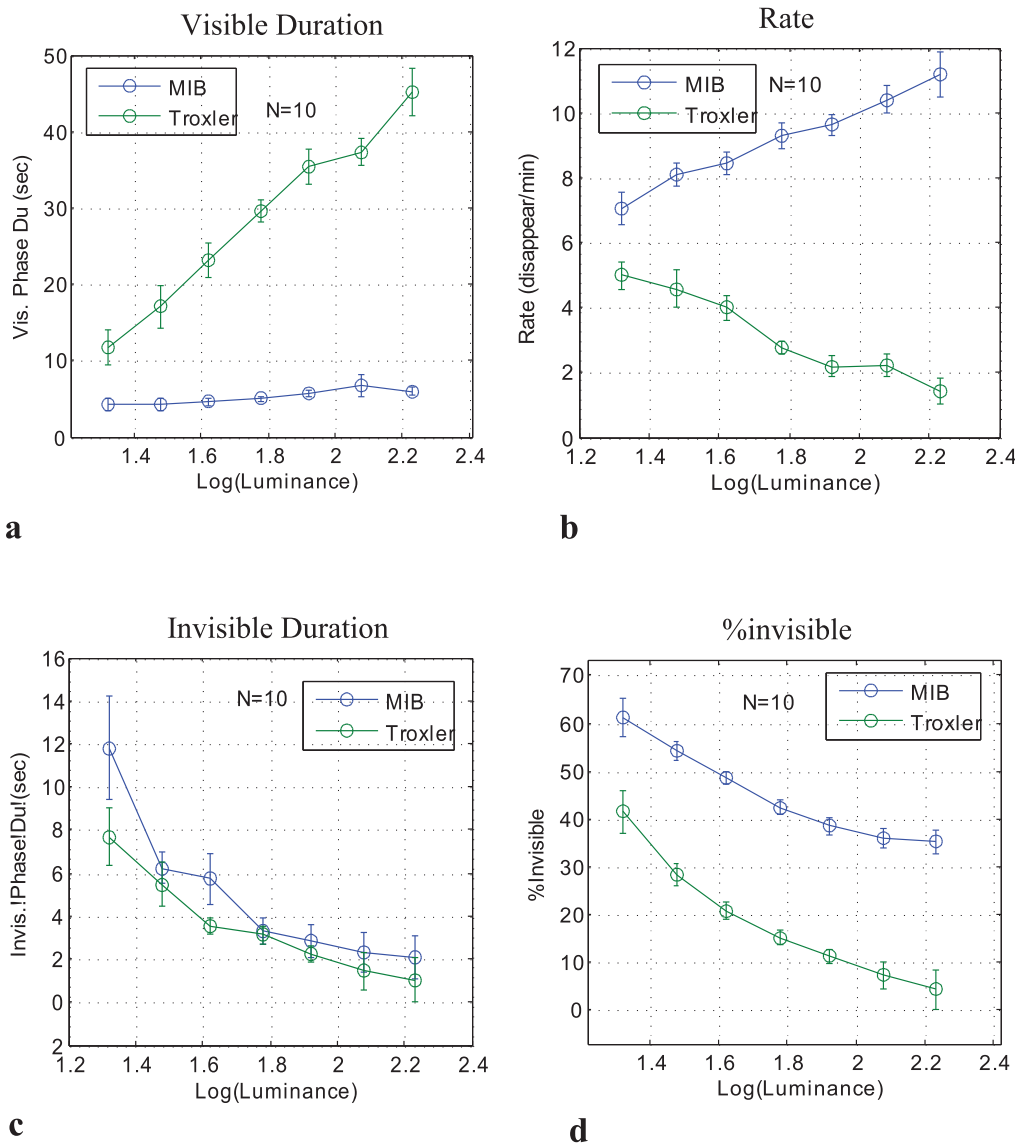 Visible Duration
50
40
30
20
10
0
Vis. Phase Du (sec)
MIB
Troxler
N=10
1.4
1.6
1.8
2
2.2
2.4
Log(Luminance)
a
Rate
12
10
8
6
4
2
0
Rate (disappear/min)
MIB
Troxler
N=10
1.2
1.4
1.6
1.8
2
2.2
2.4
Log(Luminance)
b
Invisible Duration
16
14
12
10
8
6
4
2
0
2
Invis.!Phase!Du!(sec)
N=10
MIB
Troxler
1.2
1.4
1.6
1.8
2
2.2
2.4
Log(Luminance)
c
%invisible
70
60
50
40
30
20
10
0
%Invisible
N=10
MIB
Troxler
1.4
1.6
1.8
2
2.2
2.4
Log(Luminance)
d